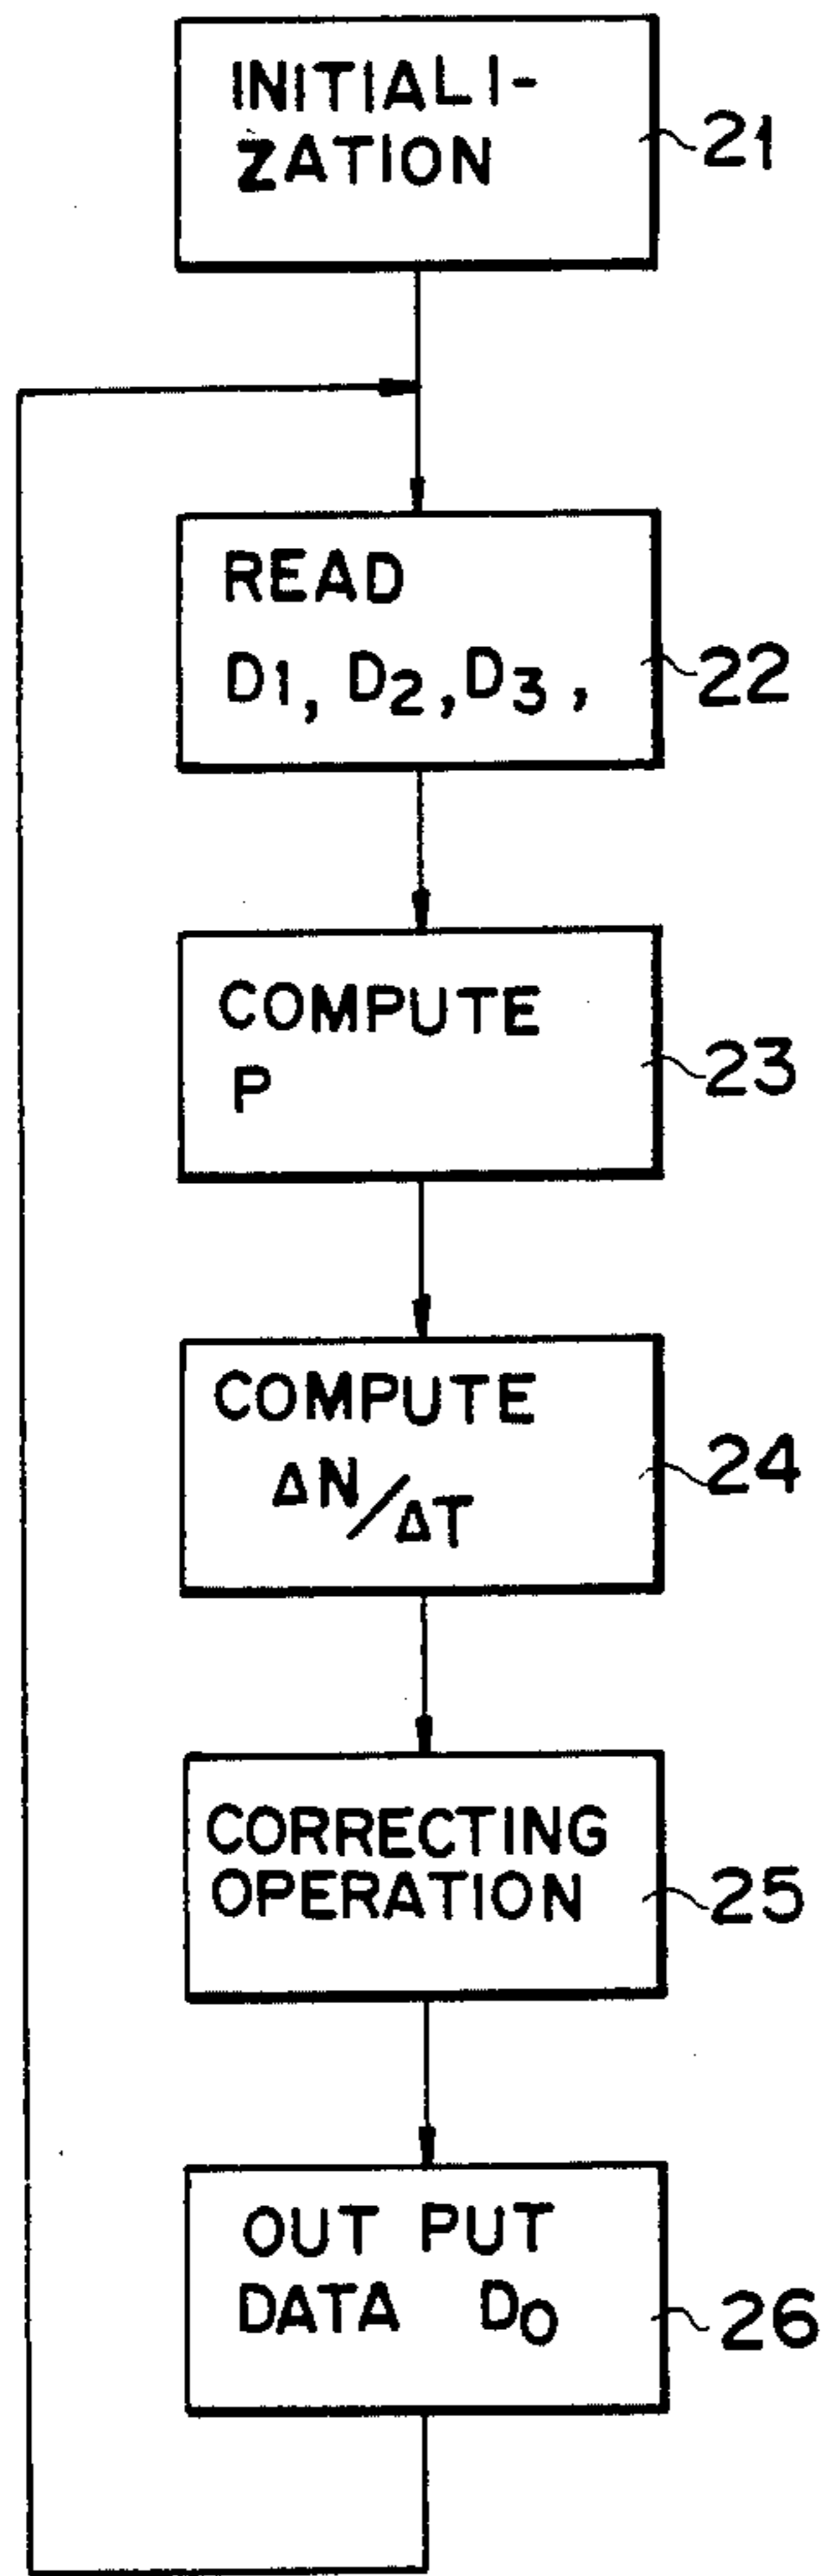 INITIALI-
ZATION
21
READ
D1, D2, D3,
22
COMPUTE
P
23
COMPUTE
ΔN/ΔT
24
CORRECTING
OPERATION
25
OUT PUT
DATA DO
26